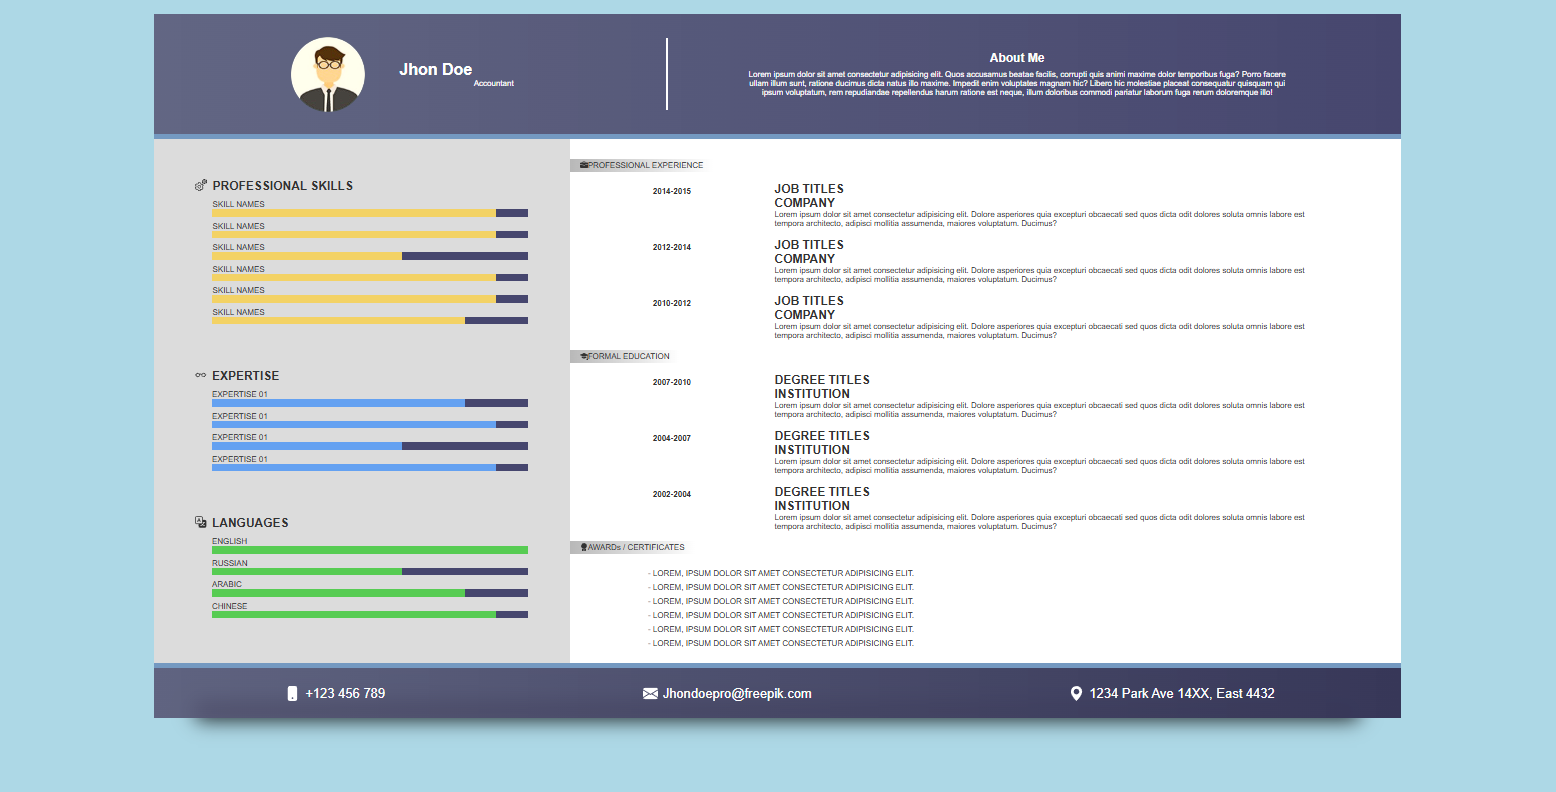 Jhon Doe
Accountant
About Me
Lorem ipsum dolor sit amet consectetur adipisicing elit. Quos accusamus beatae facilis, corrupti quis animi maxime dolor temporibus fuga? Porro facere
ullam illum sunt, ratione ducimus dicta natus illo maxime. Impedit enim voluptates magnam hic? Libero hic molestiae placeat consequatur quisquam qui
ipsum voluptatum, rem repudiandae repellendus harum ratione est neque, illum doloribus commodi pariatur laborum fuga rerum doloremque illo!
PROFESSIONAL SKILLS
SKILL NAMES
SKILL NAMES
SKILL NAMES
SKILL NAMES
SKILL NAMES
SKILL NAMES
EXPERTISE
EXPERTISE 01
EXPERTISE 01
EXPERTISE 01
EXPERTISE 01
LANGUAGES
ENGLISH
RUSSIAN
ARABIC
CHINESE
PROFESSIONAL EXPERIENCE
2014-2015
JOB TITLES
COMPANY
Lorem ipsum dolor sit amet consectetur adipisicing elit. Dolore asperiores quia excepturi obcaecati sed quos dicta odit dolores soluta omnis labore est
tempora architecto, adipisci mollitia assumenda, maiores voluptatum. Ducimus?
2012-2014
JOB TITLES
COMPANY
Lorem ipsum dolor sit amet consectetur adipisicing elit. Dolore asperiores quia excepturi obcaecati sed quos dicta odit dolores soluta omnis labore est
tempora architecto, adipisci mollitia assumenda, maiores voluptatum. Ducimus?
2010-2012
JOB TITLES
COMPANY
Lorem ipsum dolor sit amet consectetur adipisicing elit. Dolore asperiores quia excepturi obcaecati sed quos dicta odit dolores soluta omnis labore est
tempora architecto, adipisci mollitia assumenda, maiores voluptatum. Ducimus?
FORMAL EDUCATION
2007-2010
DEGREE TITLES
INSTITUTION
Lorem ipsum dolor sit amet consectetur adipisicing elit. Dolore asperiores quia excepturi obcaecati sed quos dicta odit dolores soluta omnis labore est
tempora architecto, adipisci mollitia assumenda, maiores voluptatum. Ducimus?
2004-2007
DEGREE TITLES
INSTITUTION
Lorem ipsum dolor sit amet consectetur adipisicing elit. Dolore asperiores quia excepturi obcaecati sed quos dicta odit dolores soluta omnis labore est
tempora architecto, adipisci mollitia assumenda, maiores voluptatum. Ducimus?
2002-2004
DEGREE TITLES
INSTITUTION
Lorem ipsum dolor sit amet consectetur adipisicing elit. Dolore asperiores quia excepturi obcaecati sed quos dicta odit dolores soluta omnis labore est
tempora architecto, adipisci mollitia assumenda, maiores voluptatum. Ducimus?
AWARDs / CERTIFICATES
- LOREM, IPSUM DOLOR SIT AMET CONSECTETUR ADIPISICING ELIT.
- LOREM, IPSUM DOLOR SIT AMET CONSECTETUR ADIPISICING ELIT.
- LOREM, IPSUM DOLOR SIT AMET CONSECTETUR ADIPISICING ELIT.
- LOREM, IPSUM DOLOR SIT AMET CONSECTETUR ADIPISICING ELIT.
- LOREM, IPSUM DOLOR SIT AMET CONSECTETUR ADIPISICING ELIT.
- LOREM, IPSUM DOLOR SIT AMET CONSECTETUR ADIPISICING ELIT.
+123 456 789
Jhondoepro@freepik.com
1234 Park Ave 14XX, East 4432